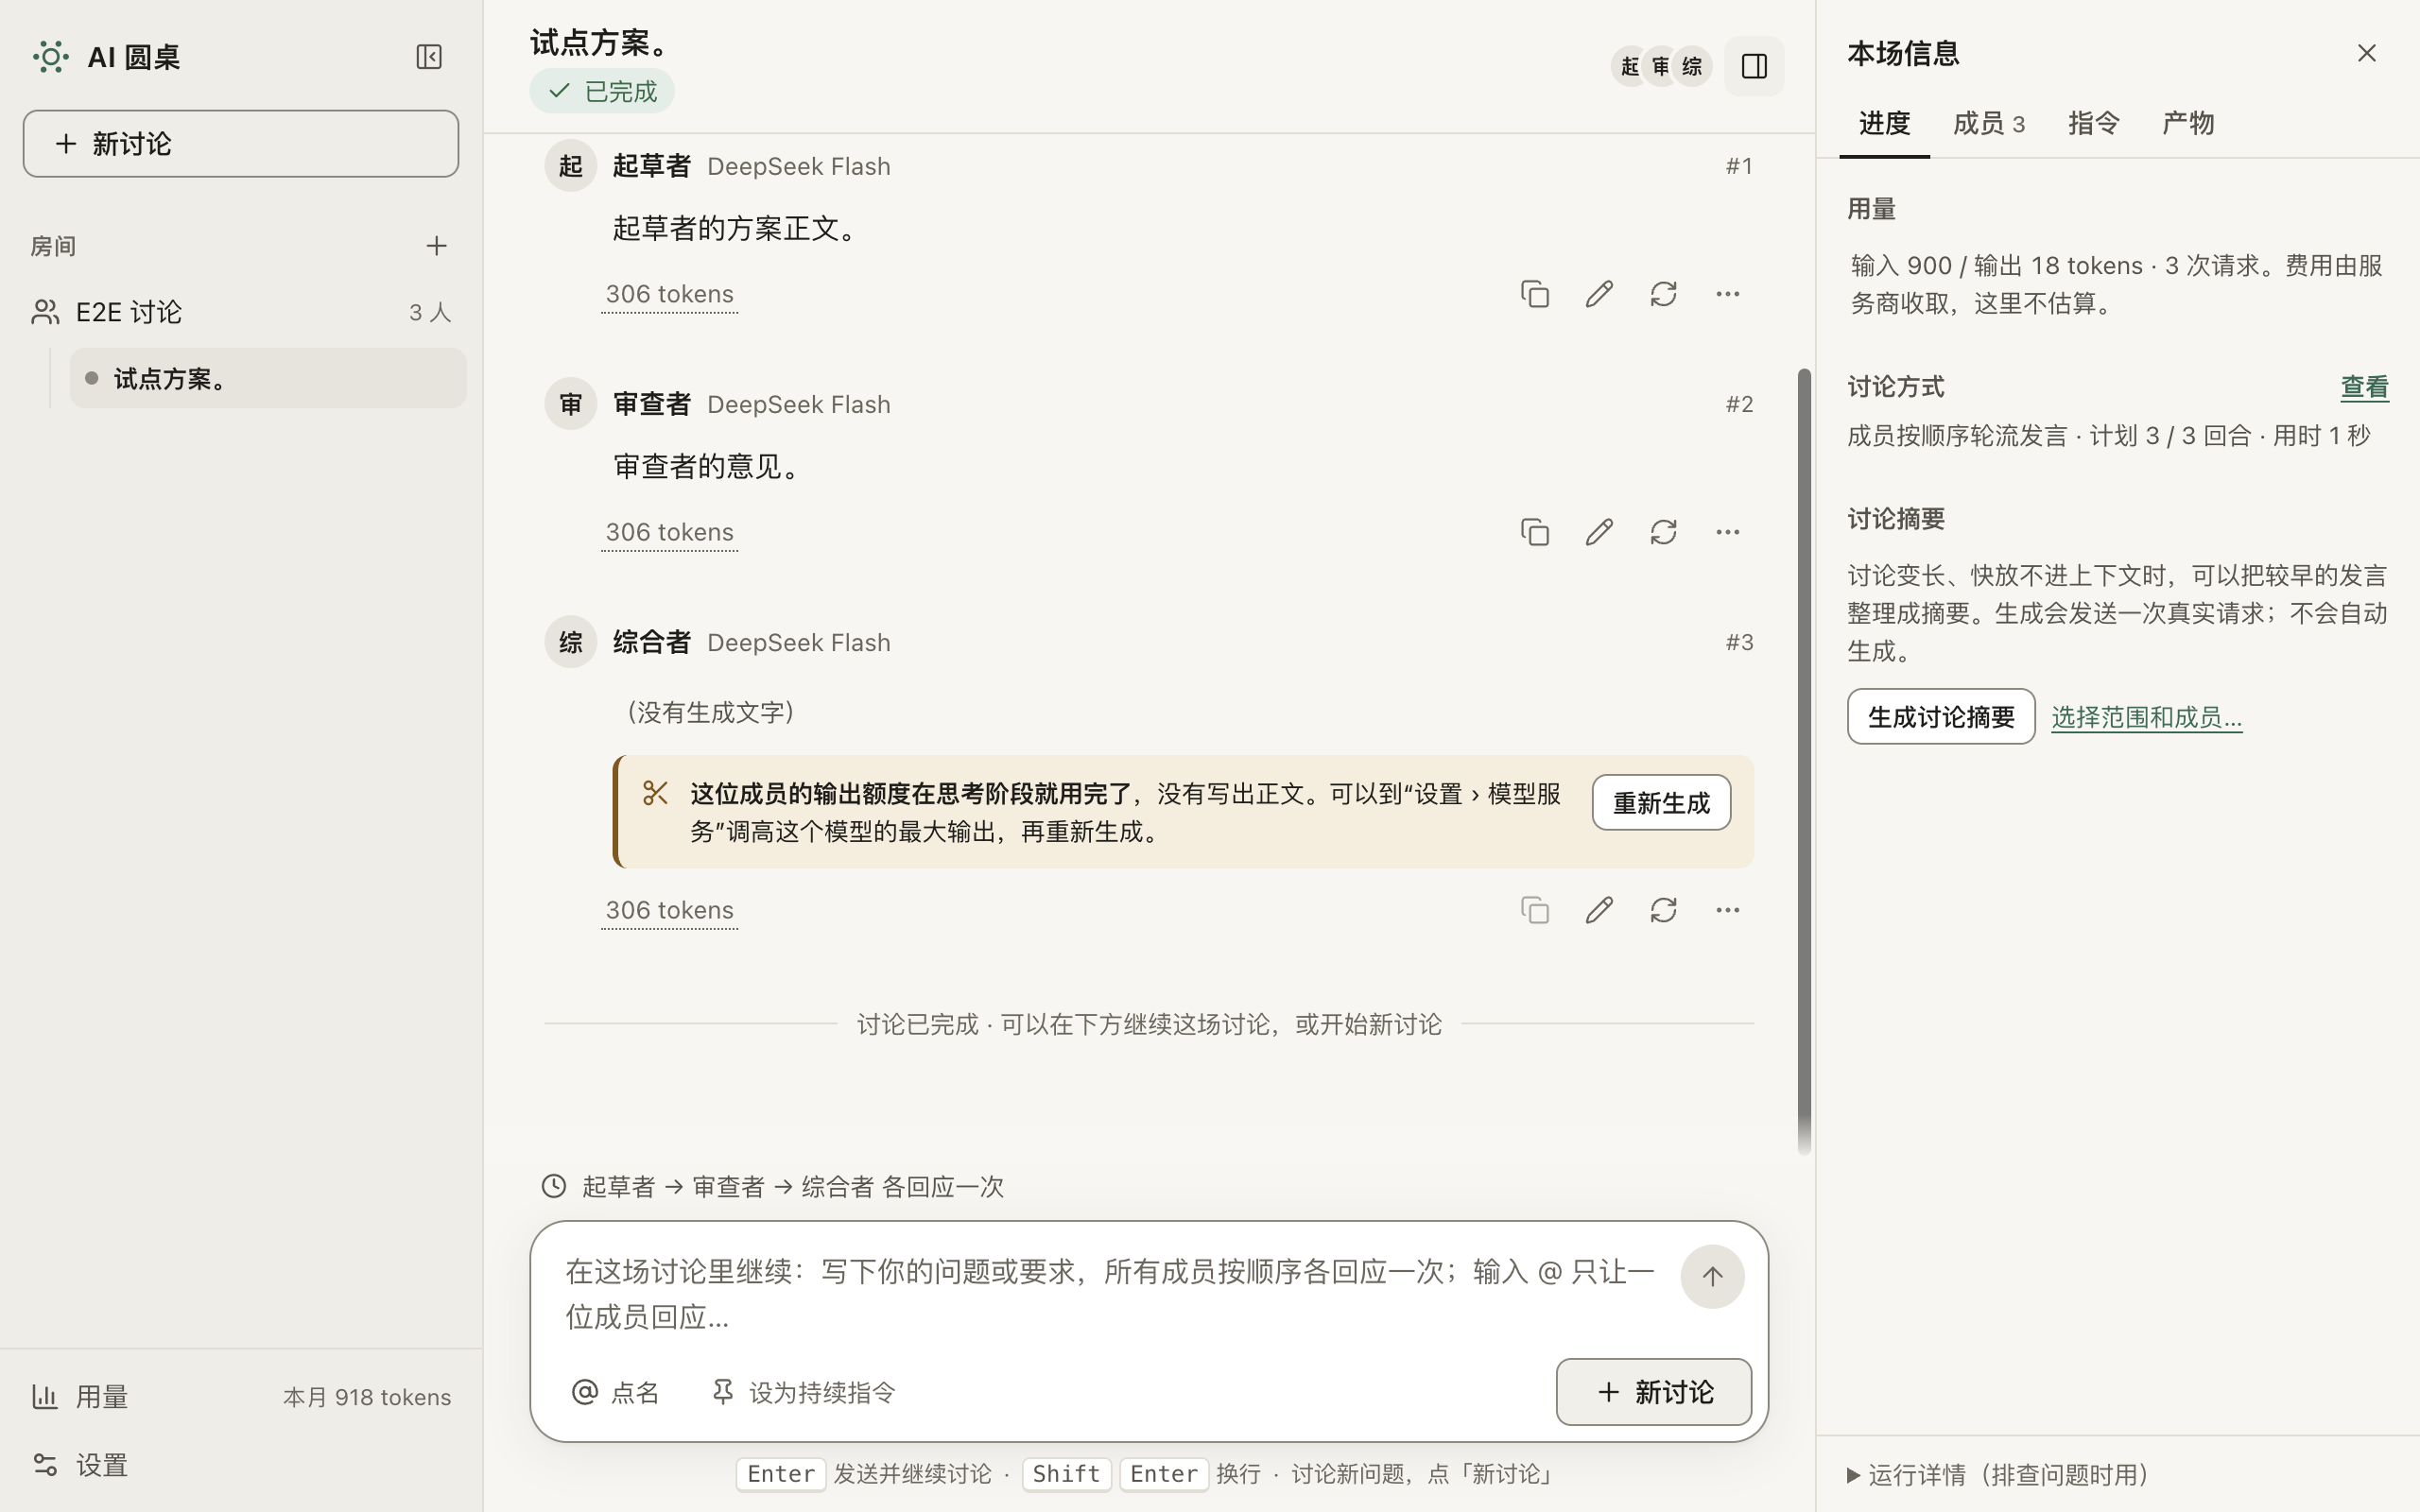 AI 圆桌
新讨论
房间
E2E 讨论
3 人
试点方案。
用量
本月 918 tokens
设置
试点方案。
已完成
起 审 综
起 起草者 DeepSeek Flash #1
起草者的方案正文。
306 tokens
审 审查者 DeepSeek Flash #2
审查者的意见。
306 tokens
综 综合者 DeepSeek Flash #3
（没有生成文字）
这位成员的输出额度在思考阶段就用完了，没有写出正文。可以到“设置 › 模型服
务”调高这个模型的最大输出，再重新生成。
重新生成
306 tokens
讨论已完成 · 可以在下方继续这场讨论，或开始新讨论
起草者 → 审查者 → 综合者 各回应一次
在这场讨论里继续：写下你的问题或要求，所有成员按顺序各回应一次；输入 @ 只让一
位成员回应…
点名
设为持续指令
新讨论
Enter 发送并继续讨论 · Shift Enter 换行 · 讨论新问题，点「新讨论」
本场信息
进度 成员 3 指令 产物
用量
输入 900 / 输出 18 tokens · 3 次请求。费用由服
务商收取，这里不估算。
讨论方式 查看
成员按顺序轮流发言 · 计划 3 / 3 回合 · 用时 1 秒
讨论摘要
讨论变长、快放不进上下文时，可以把较早的发言
整理成摘要。生成会发送一次真实请求；不会自动
生成。
生成讨论摘要 选择范围和成员…
运行详情（排查问题时用）